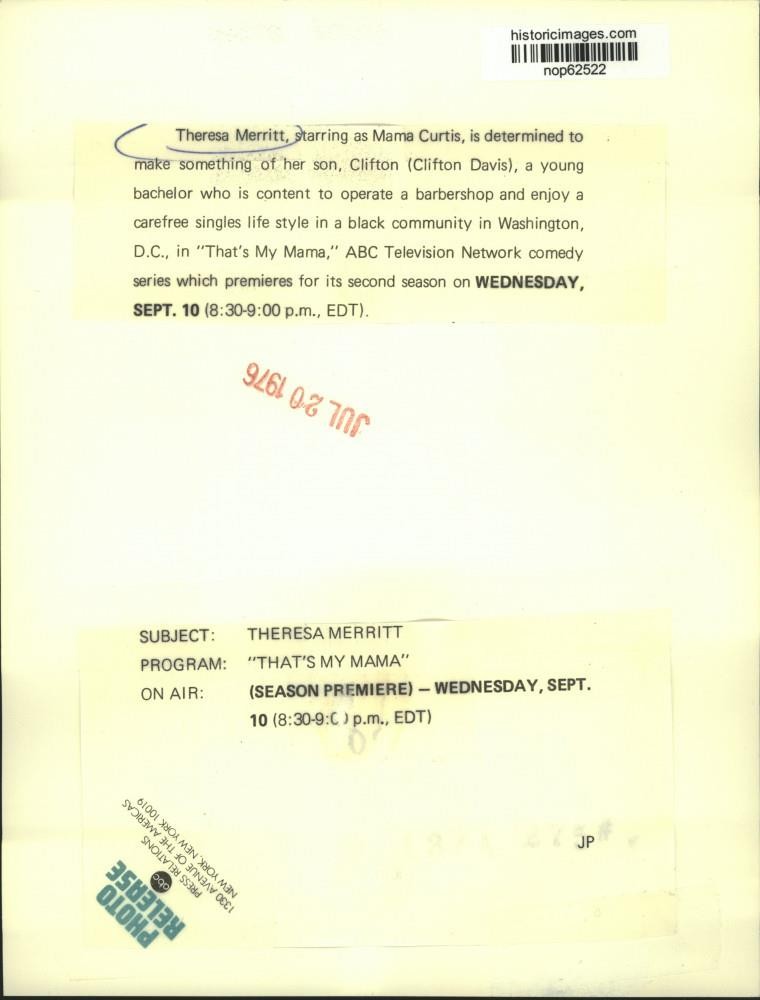 historicimages.com
nop62522
Theresa Merritt, starring as Mama Curtis, is determined to
make something of her son, Clifton (Clifton Davis), a young
bachelor who is content to operate a barbershop and enjoy a
carefree singles life style in a black community in Washington,
D.C., in "That's My Mama," ABC Television Network comedy
series which premieres for its second season on WEDNESDAY,
SEPT. 10 (8:30-9:00 p.m., EDT).
JUL 20 1976
SUBJECT: THERESA MERRITT
PROGRAM: "THAT'S MY MAMA"
ON AIR: (SEASON PREMIERE) — WEDNESDAY, SEPT.
10 (8:30-9:00 p.m., EDT)
JP
PHOTO
RELEASE
abc
PRESS RELATIONS
1330 AVENUE OF THE AMERICAS
NEW YORK, NEW YORK 10019